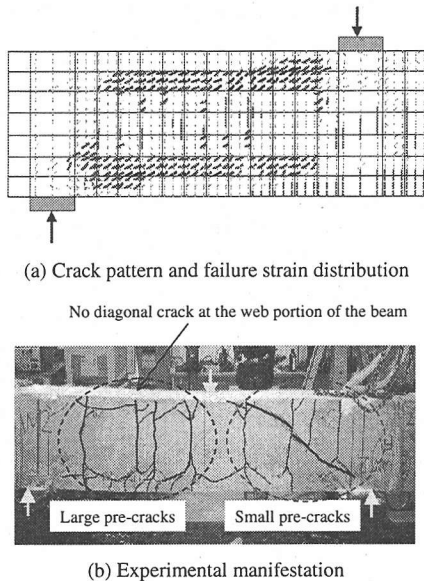 (a) Crack pattern and failure strain distribution
No diagonal crack at the web portion of the beam
Large pre-cracks
Small pre-cracks
(b) Experimental manifestation